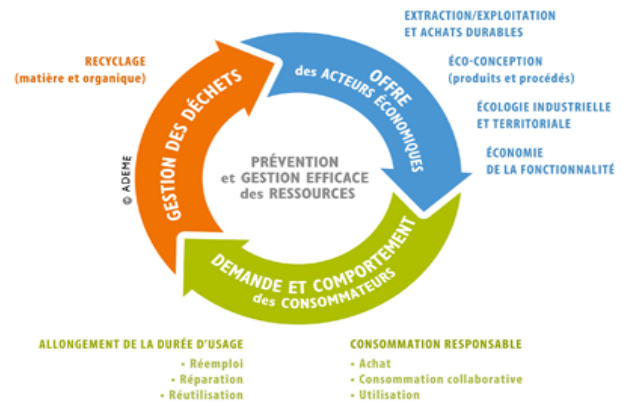 EXTRACTION/EXPLOITATION
ET ACHATS DURABLES
RECYCLAGE
(matière et organique)
OFFRE
des ACTEURS ÉCONOMIQUES
ÉCO-CONCEPTION
(produits et procédés)
ÉCOLOGIE INDUSTRIELLE
ET TERRITORIALE
ÉCONOMIE
DE LA FONCTIONNALITÉ
GESTION DES DÉCHETS
PRÉVENTION
et GESTION EFFICACE
des RESSOURCES
© ADEME
DEMANDE ET COMPORTEMENT
des CONSOMMATEURS
ALLONGEMENT DE LA DURÉE D'USAGE
• Réemploi
• Réparation
• Réutilisation
CONSOMMATION RESPONSABLE
• Achat
• Consommation collaborative
• Utilisation